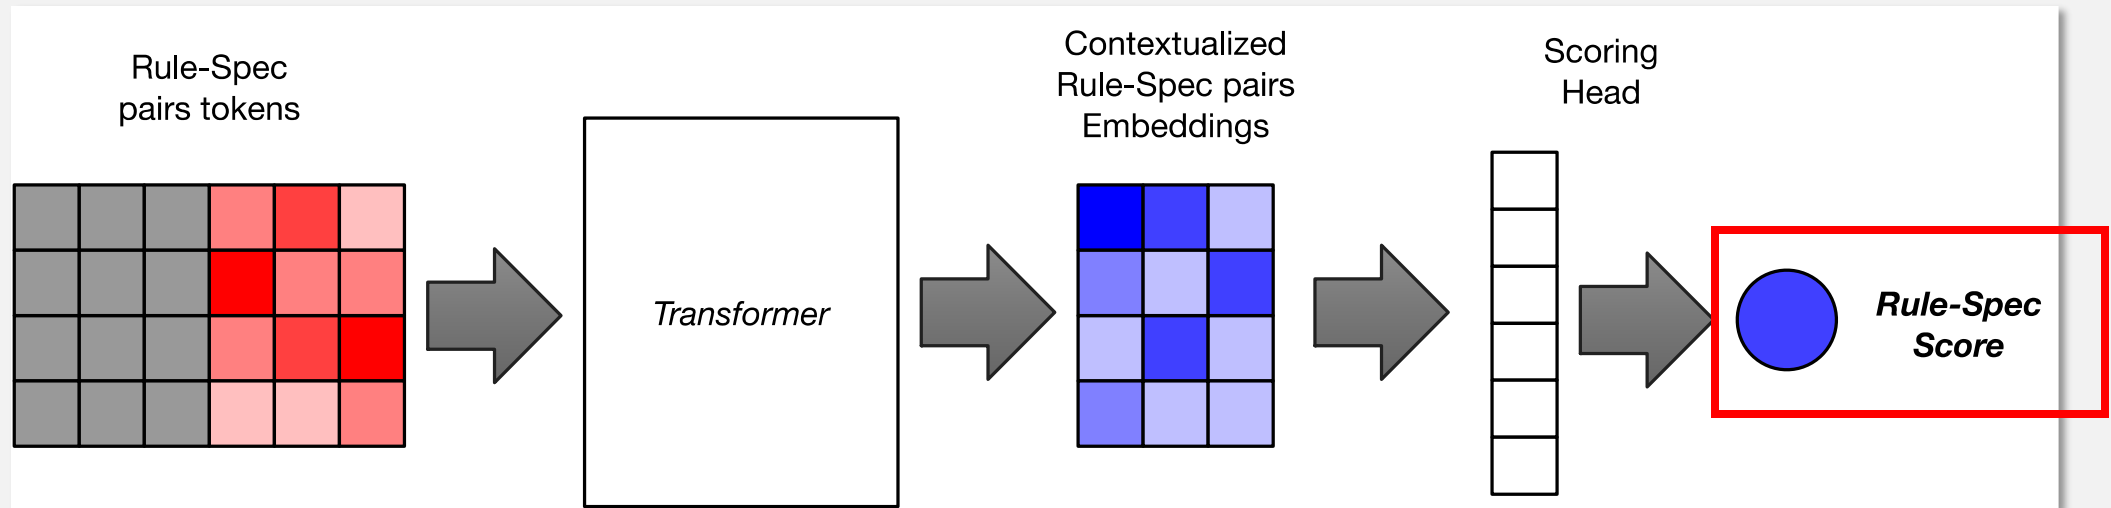 Rule-Spec
pairs tokens
Transformer
Contextualized
Rule-Spec pairs
Embeddings
Scoring
Head
Rule-Spec
Score